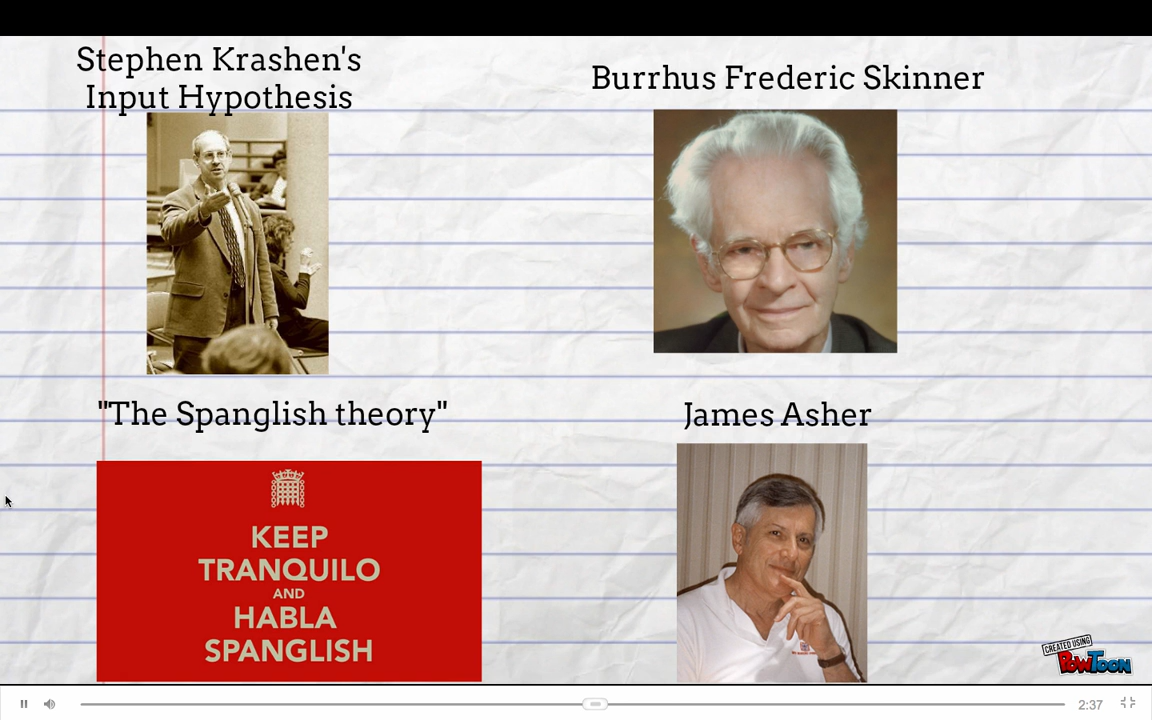 Stephen Krashen's
Input Hypothesis
Burrhus Frederic Skinner
"The Spanglish theory"
James Asher
KEEP
TRANQUILO
AND
HABLA
SPANGLISH
CREATED USING
POWTOON
2:37